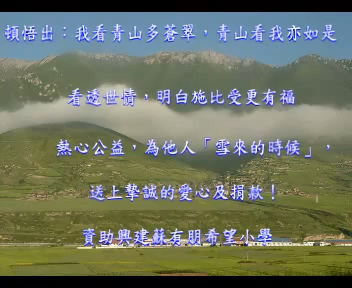 頓悟出：我看青山多蒼翠，青山看我亦如是
看透世情，明白施比受更有福
熱心公益，為他人「雪來的時候」，
送上摯誠的愛心及捐款！
資助興建蘇有朋希望小學